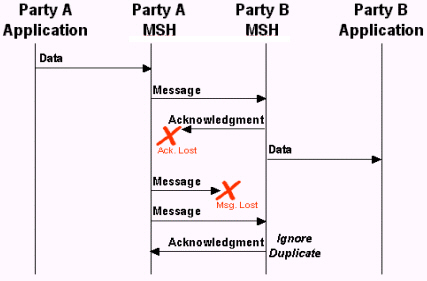 Party A Party A Party B Party B
Application MSH MSH Application
Data
Message
Acknowledgment
Ack. Lost
Data
Message
Msg. Lost
Message
Acknowledgment
Ignore
Duplicate